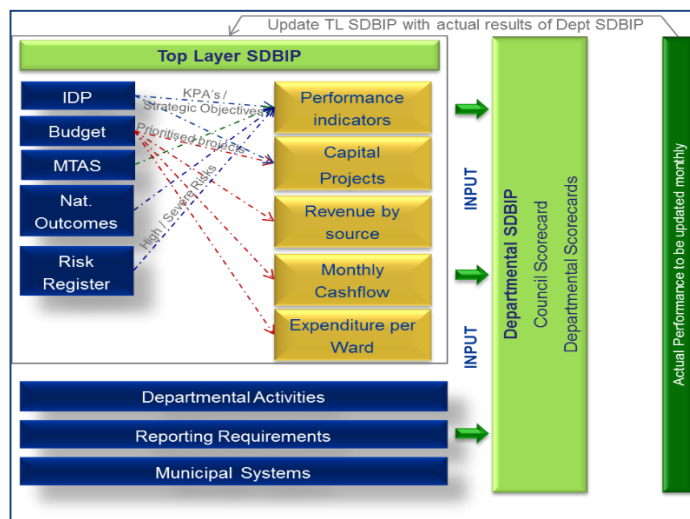 Update TL SDBIP with actual results of Dept SDBIP
Top Layer SDBIP
IDP
Budget
MTAS
Nat.
Outcomes
Risk
Register
KPA's /
Strategic Objectives
Prioritised projects
High / Severe Risks
Performance
indicators
Capital
Projects
Revenue by
source
Monthly
Cashflow
Expenditure per
Ward
INPUT
INPUT
Departmental SDBIP
Council Scorecard
Departmental Scorecards
Actual Performance to be updated monthly
Departmental Activities
Reporting Requirements
Municipal Systems